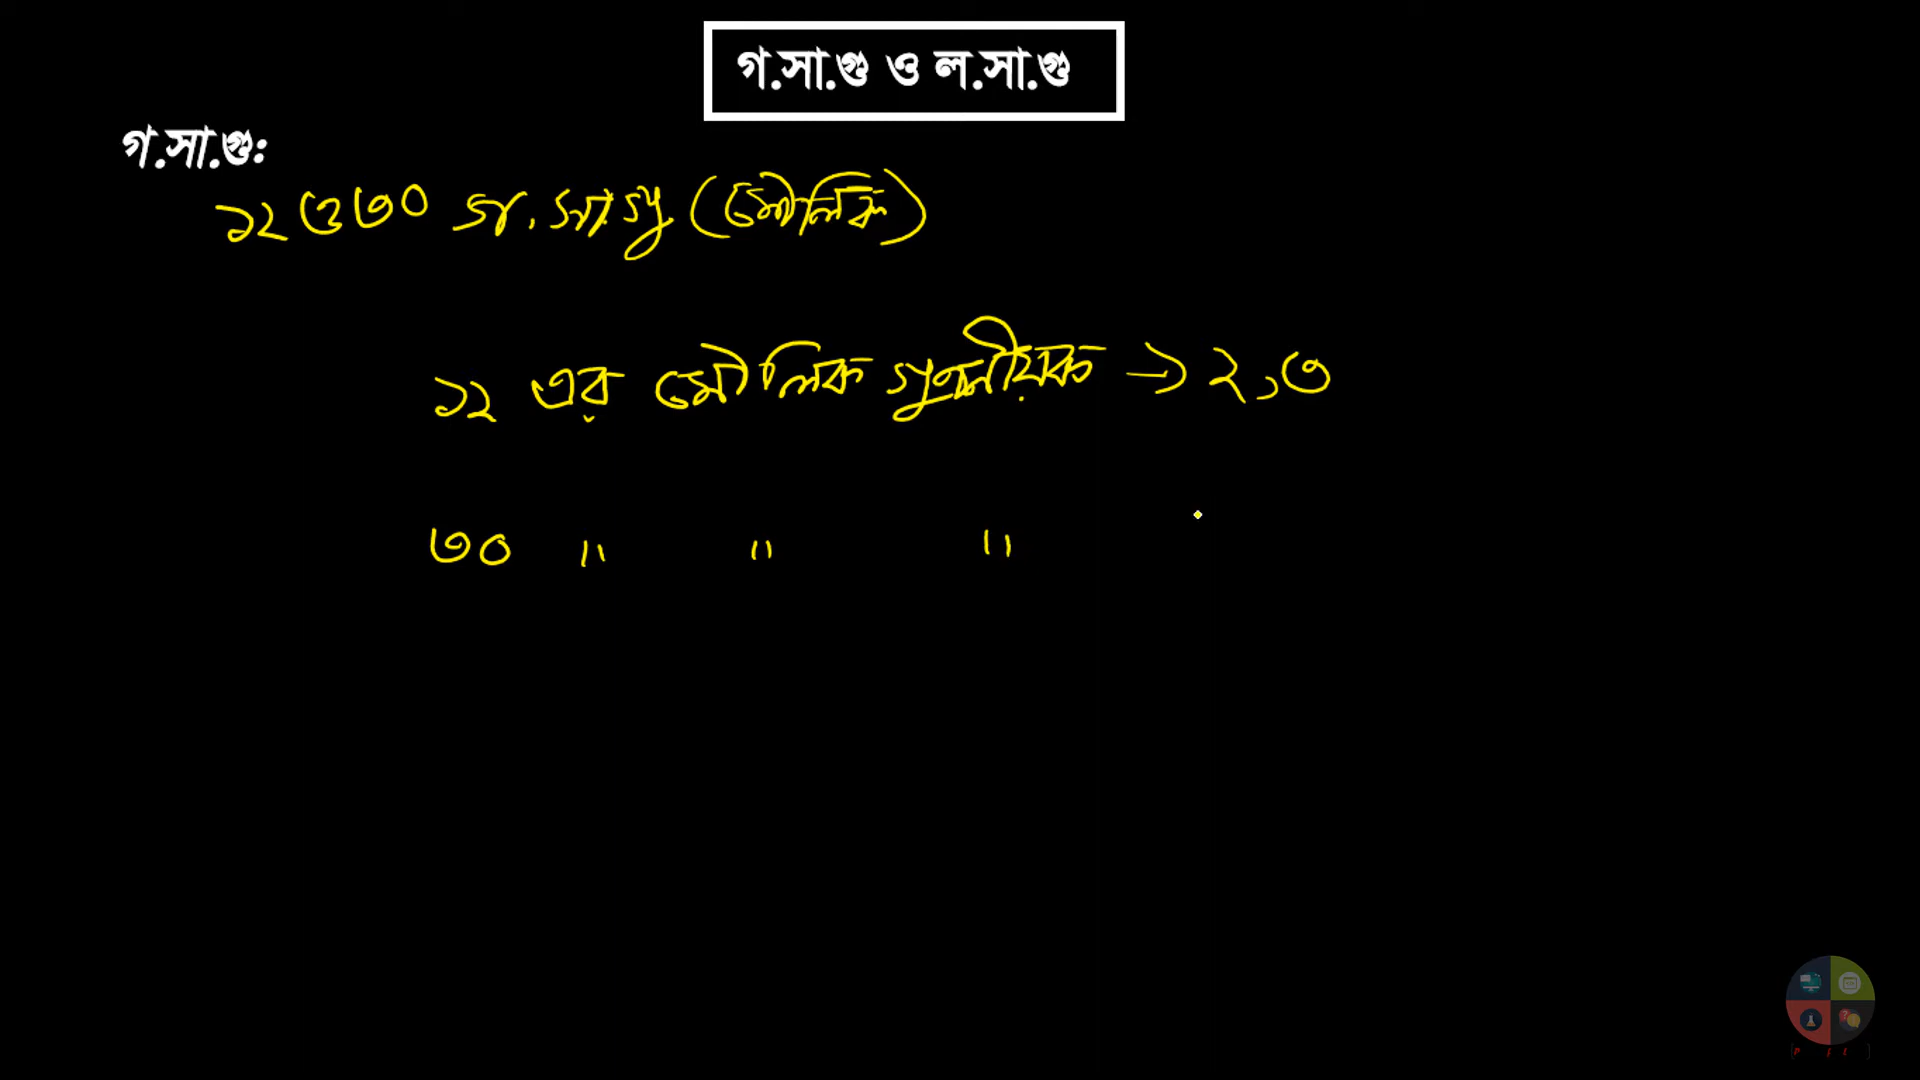 গ.সা.গু ও ল.সা.গু
গ.সা.গু:
১২ ও ৩০ গ.সা.গু (মৌলিক)
১২ এর মৌলিক গুণনীয়ক → ২,৩
৩০ " " "